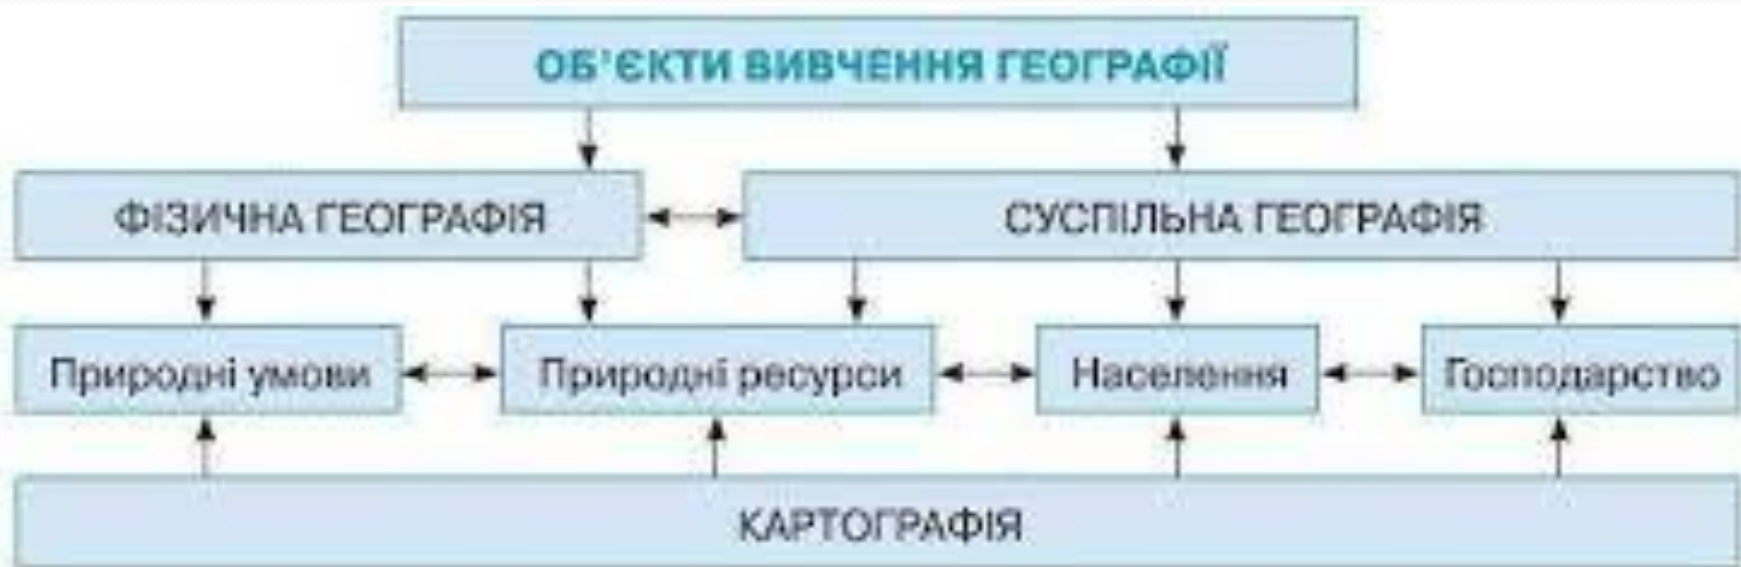 ОБ'ЄКТИ ВИВЧЕННЯ ГЕОГРАФІЇ
ФІЗИЧНА ГЕОГРАФІЯ
СУСПІЛЬНА ГЕОГРАФІЯ
Природні умови
Природні ресурси
Населення
Господарство
КАРТОГРАФІЯ